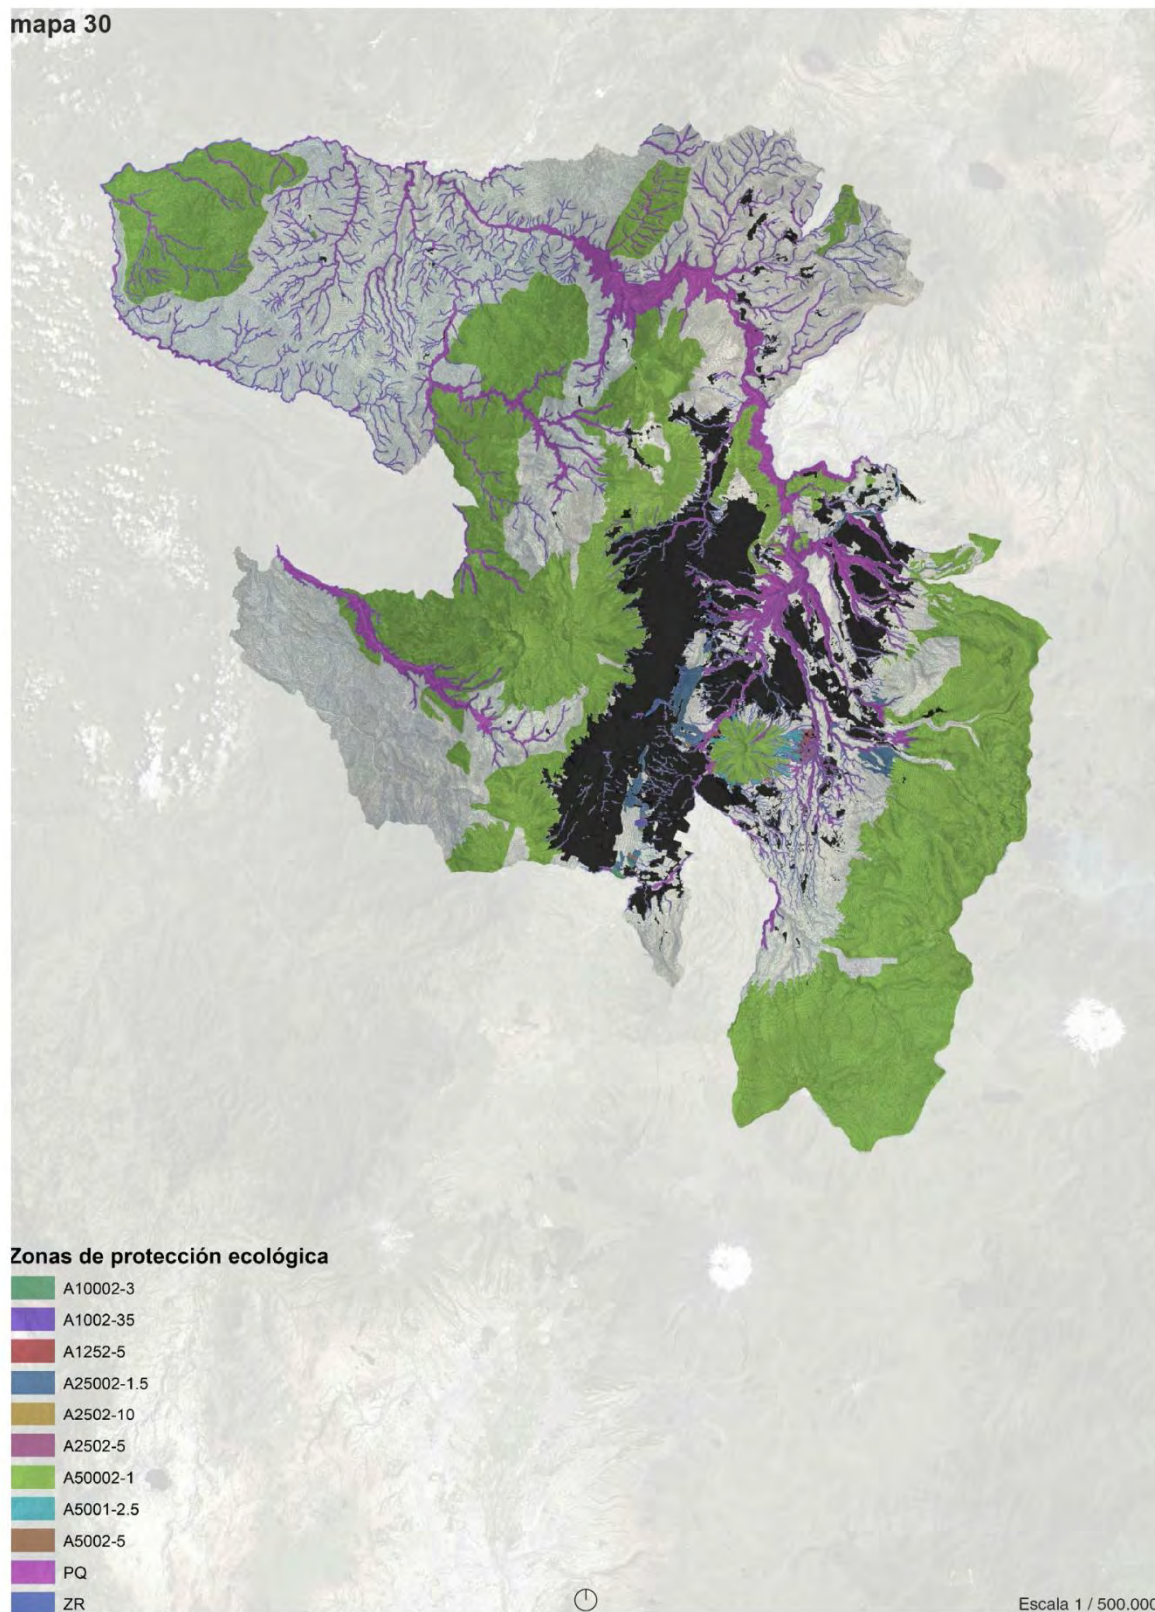 mapa 30
Zonas de protección ecológica
A10002-3
A1002-35
A1252-5
A25002-1.5
A2502-10
A2502-5
A50002-1
A5001-2.5
A5002-5
PQ
ZR
Escala 1 / 500.000